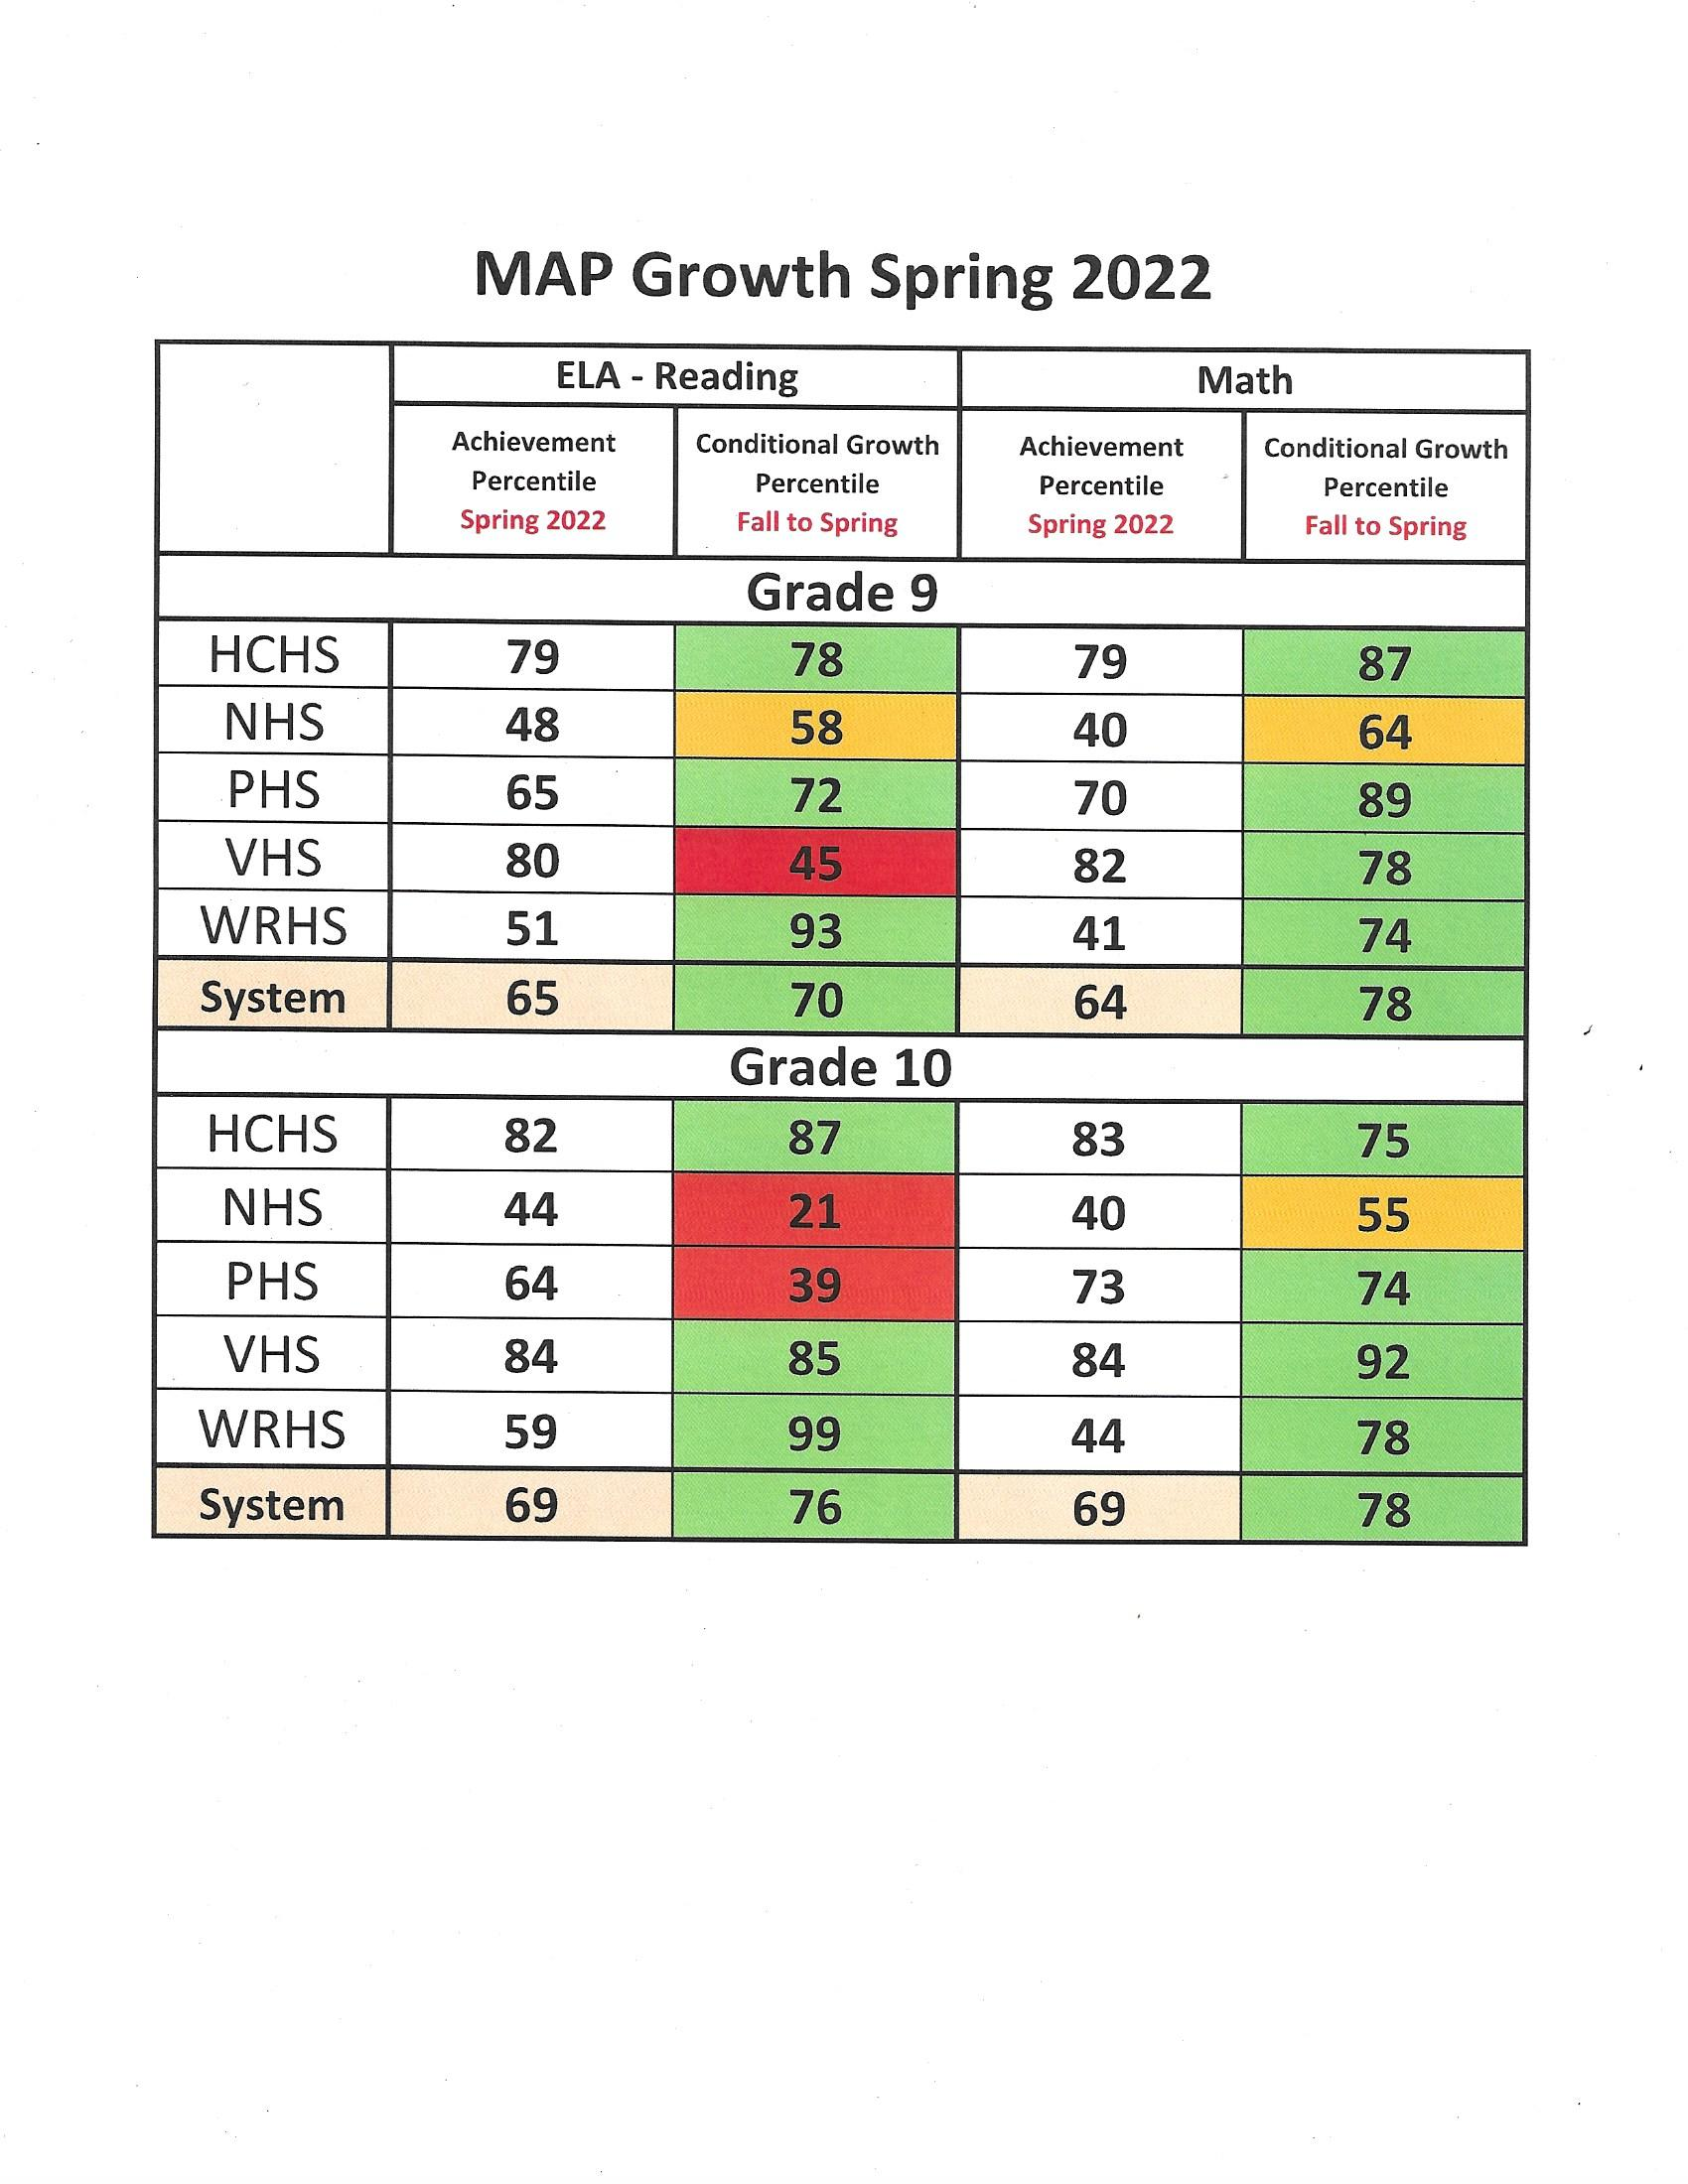 MAP Growth Spring 2022
ELA - Reading Math
Achievement Percentile Spring 2022 Conditional Growth Percentile Fall to Spring Achievement Percentile Spring 2022 Conditional Growth Percentile Fall to Spring
Grade 9
HCHS 79 78 79 87
NHS 48 58 40 64
PHS 65 72 70 89
VHS 80 45 82 78
WRHS 51 93 41 74
System 65 70 64 78
Grade 10
HCHS 82 87 83 75
NHS 44 21 40 55
PHS 64 39 73 74
VHS 84 85 84 92
WRHS 59 99 44 78
System 69 76 69 78